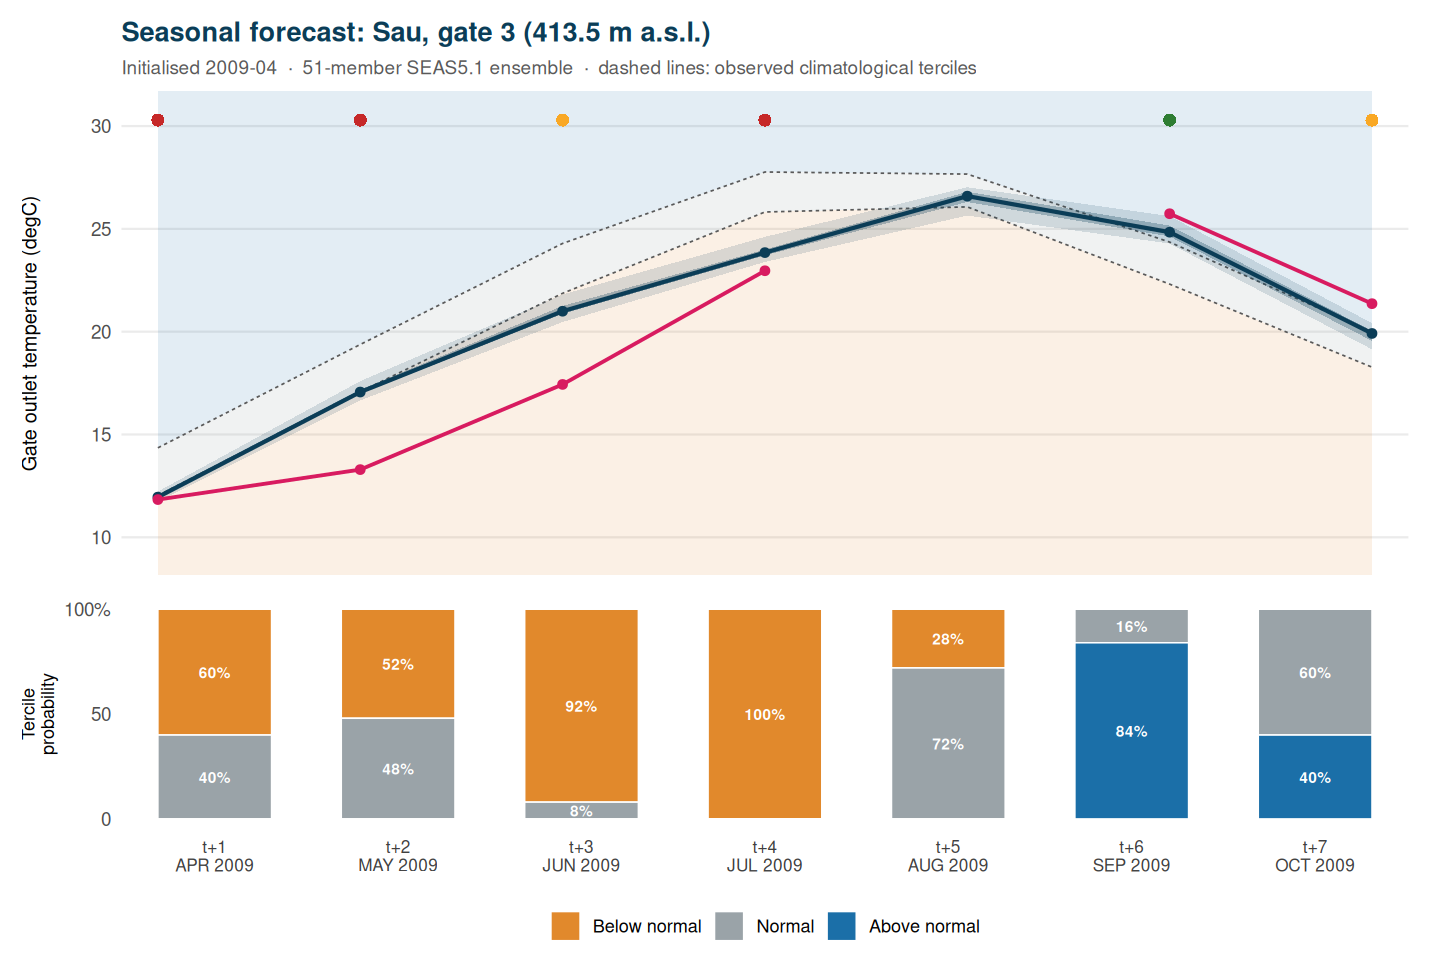 Seasonal forecast: Sau, gate 3 (413.5 m a.s.l.)
Initialised 2009-04 · 51-member SEAS5.1 ensemble · dashed lines: observed climatological terciles
Gate outlet temperature (degC)
30
25
20
15
10
Tercile
probability
100%
50
0
60%
40%
52%
48%
92%
8%
100%
28%
72%
16%
84%
60%
40%
t+1
APR 2009
t+2
MAY 2009
t+3
JUN 2009
t+4
JUL 2009
t+5
AUG 2009
t+6
SEP 2009
t+7
OCT 2009
Below normal
Normal
Above normal